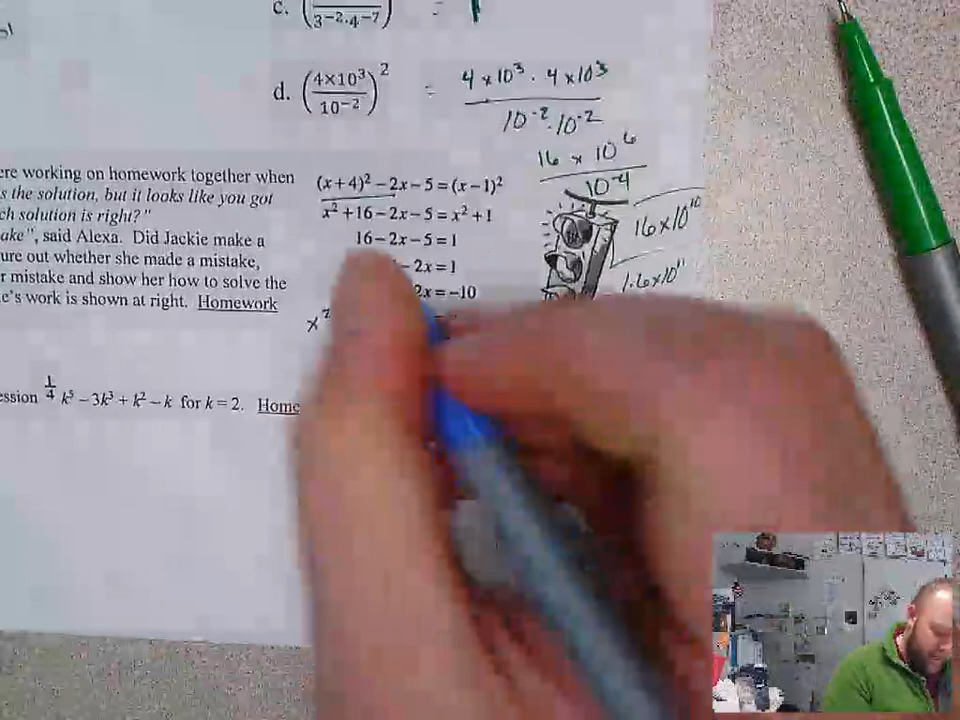 c. (/3⁻²·4⁻⁷) =
d. (4×10³/10⁻²)² = 4×10³ · 4×10³ / 10⁻²·10⁻²
16 × 10⁶ / 10⁻⁴
16×10¹⁰
1.6×10¹¹
ere working on homework together when
s the solution, but it looks like you got
ch solution is right?"
ake", said Alexa. Did Jackie make a
ure out whether she made a mistake,
r mistake and show her how to solve the
e's work is shown at right. Homework
(x+4)² − 2x − 5 = (x−1)²
x² + 16 − 2x − 5 = x² + 1
16 − 2x − 5 = 1
− 2x = 1
2x = −10
x²
ession 1/4 k⁵ − 3k³ + k² − k for k = 2. Home